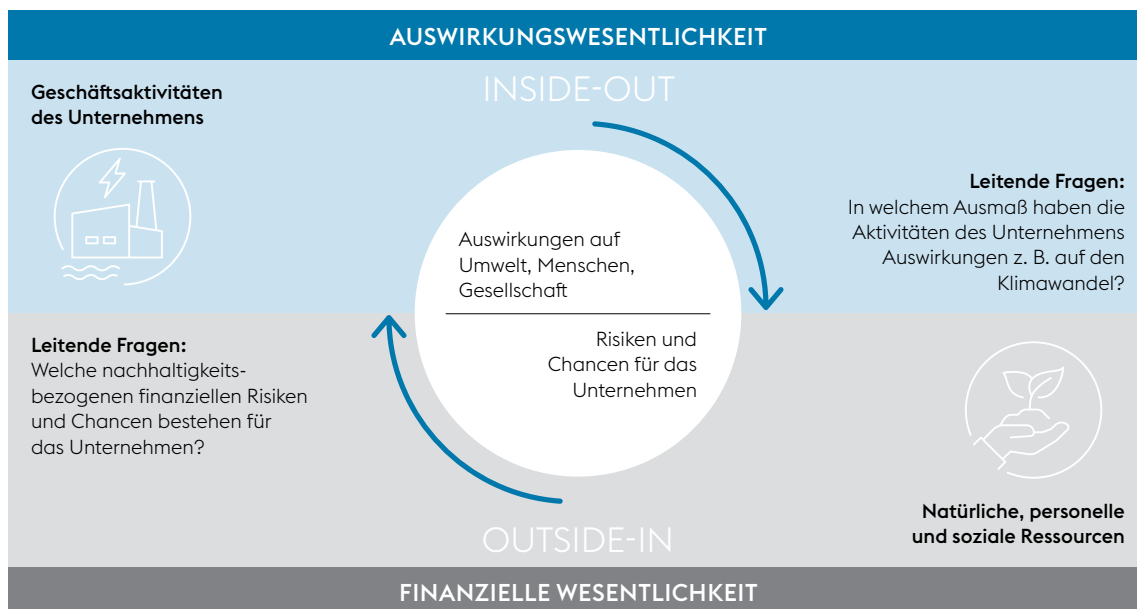 AUSWIRKUNGSWESENTLICHKEIT
INSIDE-OUT
Geschäftsaktivitäten
des Unternehmens
Leitende Fragen:
In welchem Ausmaß haben die
Aktivitäten des Unternehmens
Auswirkungen z. B. auf den
Klimawandel?
Auswirkungen auf
Umwelt, Menschen,
Gesellschaft
Risiken und
Chancen für das
Unternehmen
Leitende Fragen:
Welche nachhaltigkeits-
bezogenen finanziellen Risiken
und Chancen bestehen für
das Unternehmen?
Natürliche, personelle
und soziale Ressourcen
OUTSIDE-IN
FINANZIELLE WESENTLICHKEIT